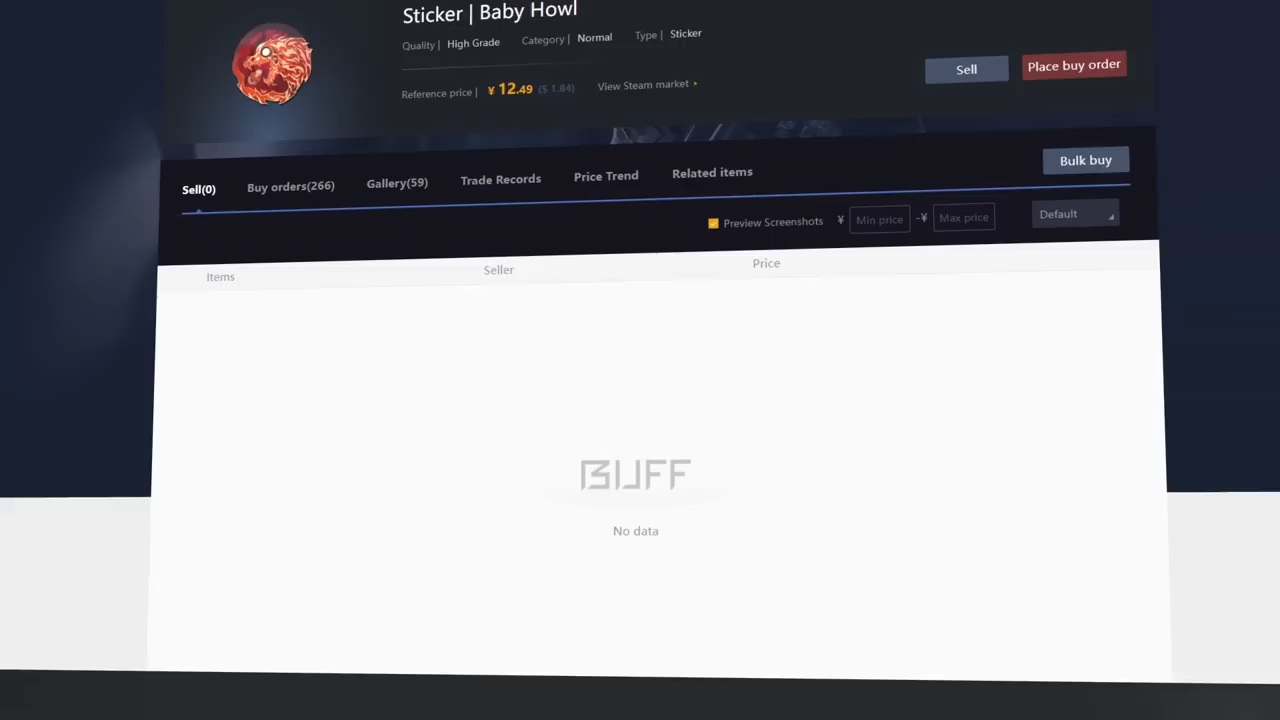 Sticker | Baby Howl
Quality | High Grade Category | Normal Type | Sticker
Reference price | ¥ 12.49 ($ 1.84) View Steam market
Sell Place buy order
Sell(0) Buy orders(266) Gallery(59) Trade Records Price Trend Related items Bulk buy
Preview Screenshots ¥ Min price -¥ Max price Default
Items Seller Price
BUFF
No data